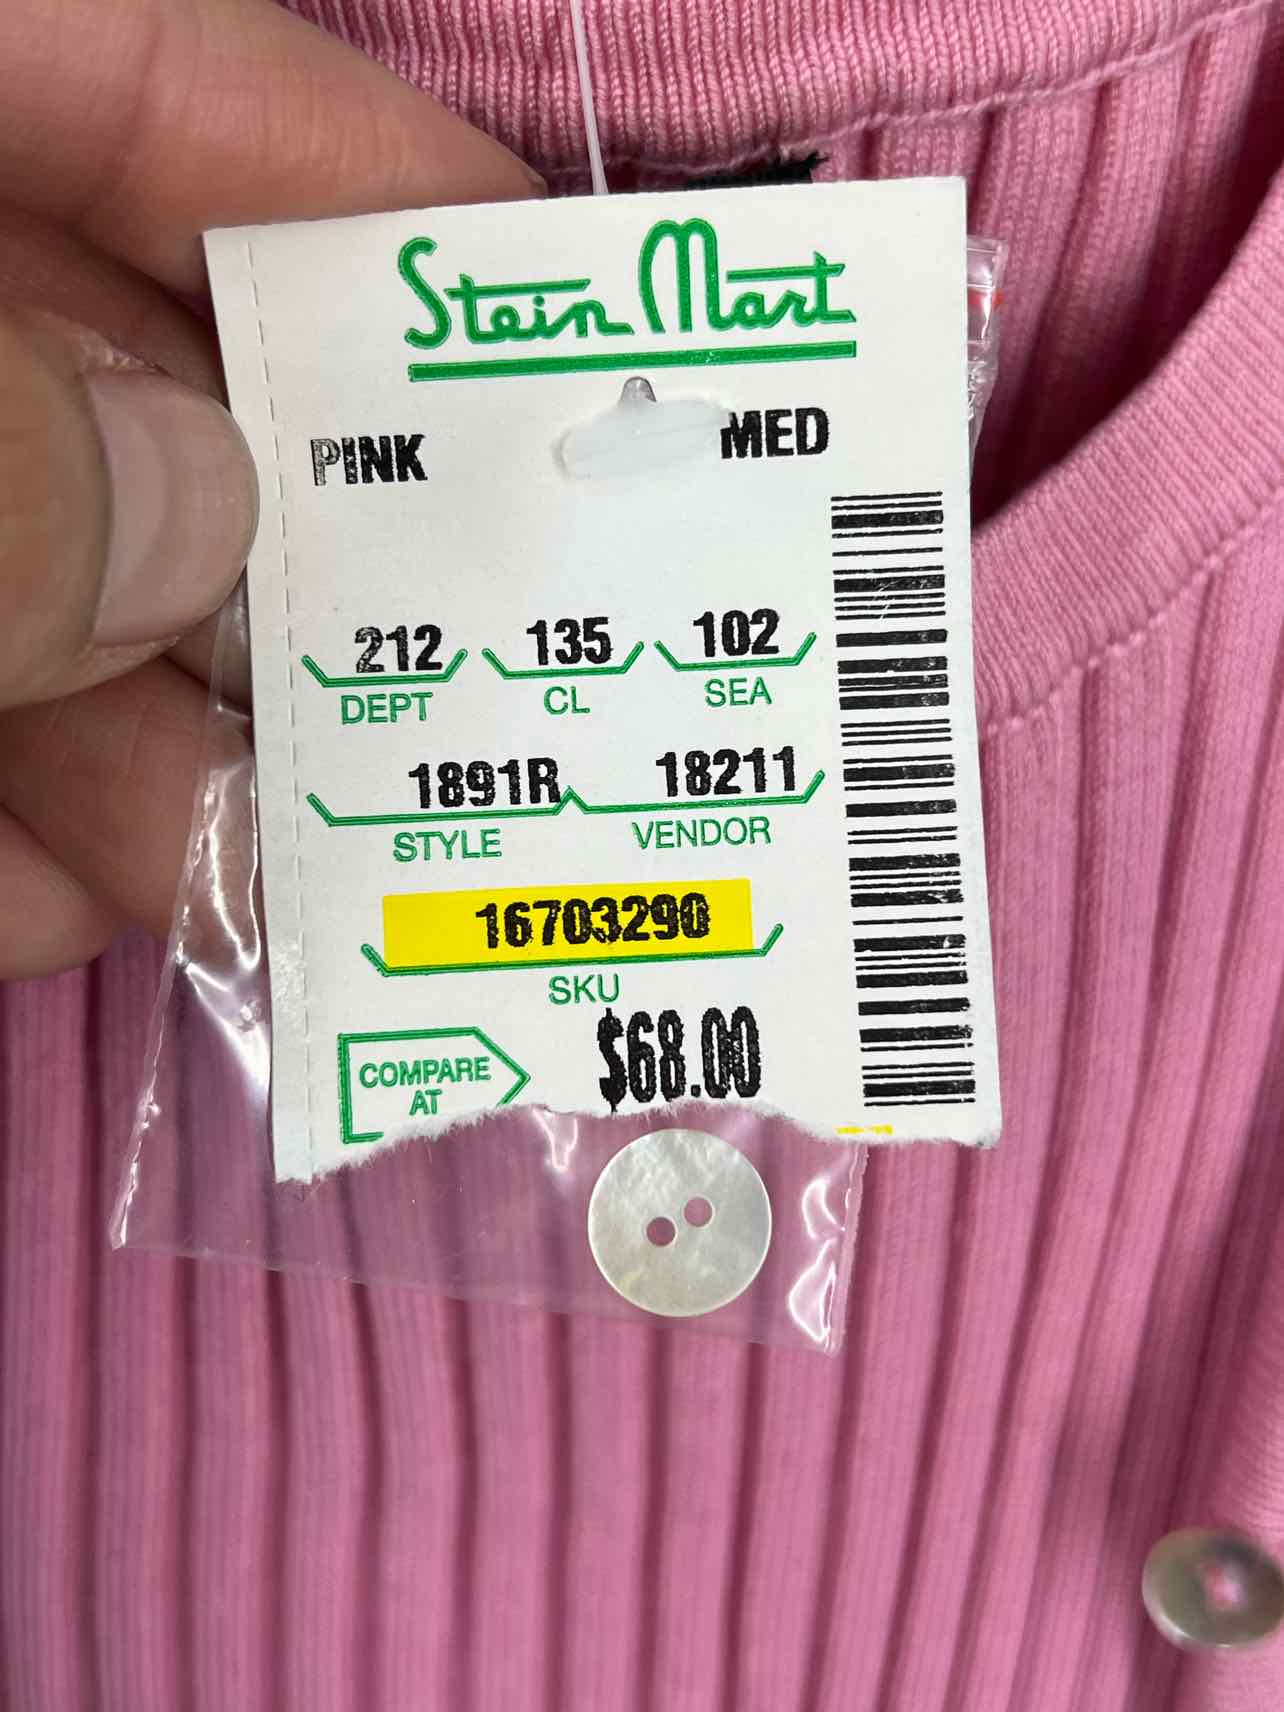 Stein Mart
PINK MED
212 135 102
DEPT CL SEA
1891R 18211
STYLE VENDOR
16703290
SKU
COMPARE AT $68.00